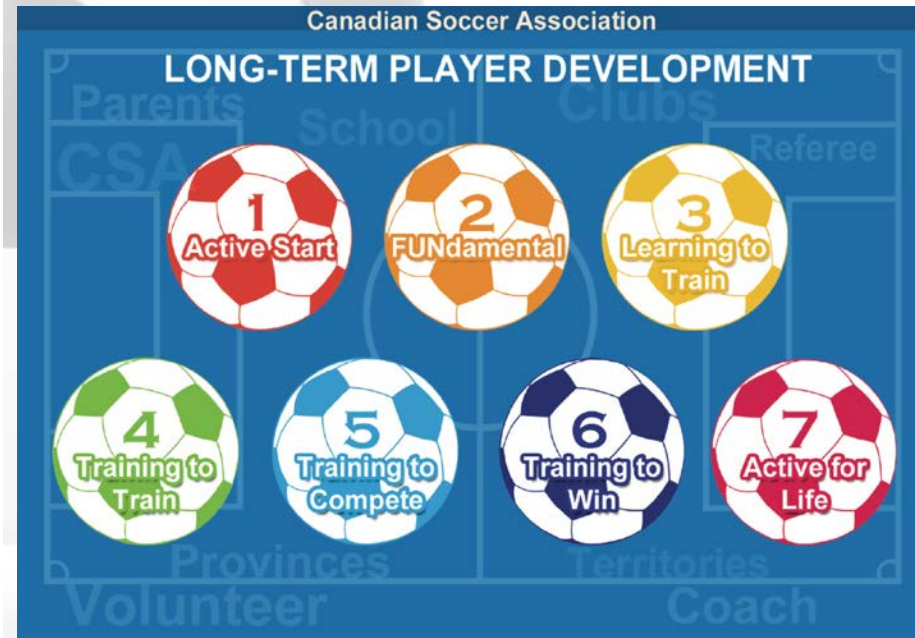 Canadian Soccer Association
LONG-TERM PLAYER DEVELOPMENT
Parents
School
Clubs
CSA
Referee
1
Active Start
2
FUNdamental
3
Learning to
Train
4
Training to
Train
5
Training to
Compete
6
Training to
Win
7
Active for
Life
Provinces
Territories
Volunteer
Coach